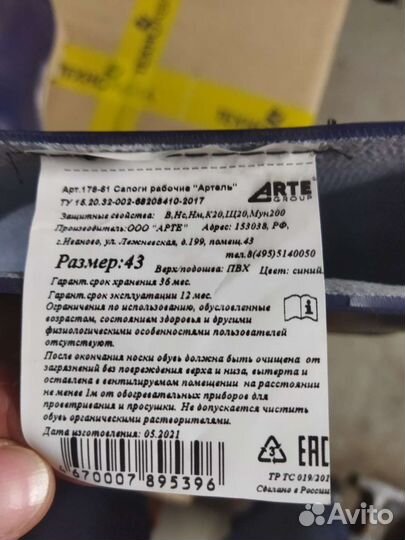 ТЕХНО
Арт.178-81 Сапоги рабочие "Артель"
ТУ 15.20.32-002-68208410-2017
ARTE
GROUP
Защитные свойства: В,Нс,Нм,К20,Щ20,Мун200
Производитель:ООО "АРТЕ" Адрес: 153038, РФ,
г.Иваново, ул. Лежневская, д.199, помещ.43
тел.8(495)5140050
Размер:43
Верх/подошва: ПВХ Цвет: синий
Гарант.срок хранения 36 мес.
Гарант.срок эксплуатации 12 мес.
Ограничения по использованию, обусловленные
возрастом, состоянием здоровья и другими
физиологическими особенностями пользователей
отсутствуют.
После окончания носки обувь должна быть очищена от
загрязнений без повреждения верха и низа, вытерта и
оставлена в вентилируемом помещении на расстоянии
не менее 1м от обогревательных приборов для
проветривания и просушки. Не допускается чистить
обувь органическими растворителями.
Дата изготовления: 05.2021
3
EAC
4670007895396
ТР ТС 019/201
Сделано в России
Avito